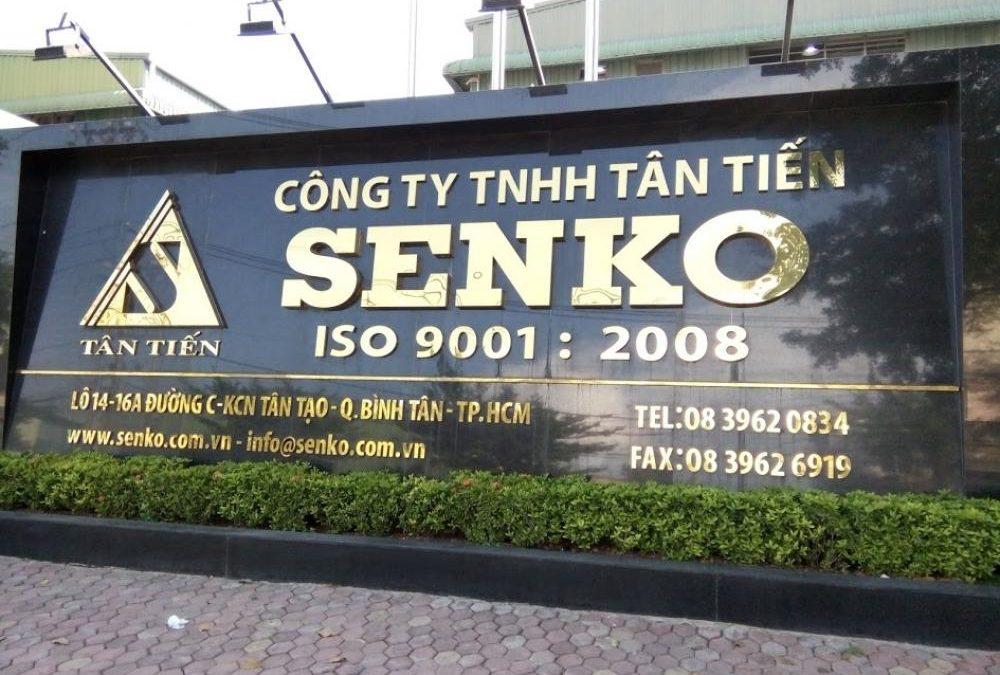 CÔNG TY TNHH TÂN TIẾN
SENKO
ISO 9001 : 2008
TÂN TIẾN
LÔ 14-16A ĐƯỜNG C-KCN TÂN TẠO - Q.BÌNH TÂN - TP.HCM
www.senko.com.vn - info@senko.com.vn
TEL:08 3962 0834
FAX:08 3962 6919